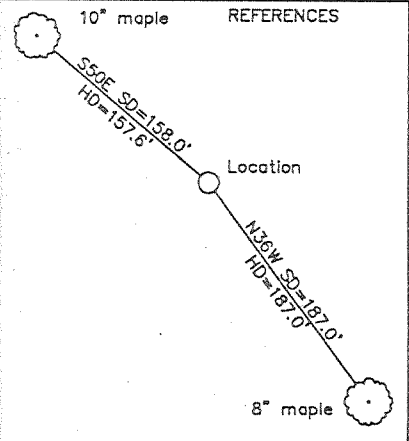 10" maple
REFERENCES
S50E SD=158.0'
HD=157.6'
Location
N36W SD=187.0'
HD=187.0'
8" maple